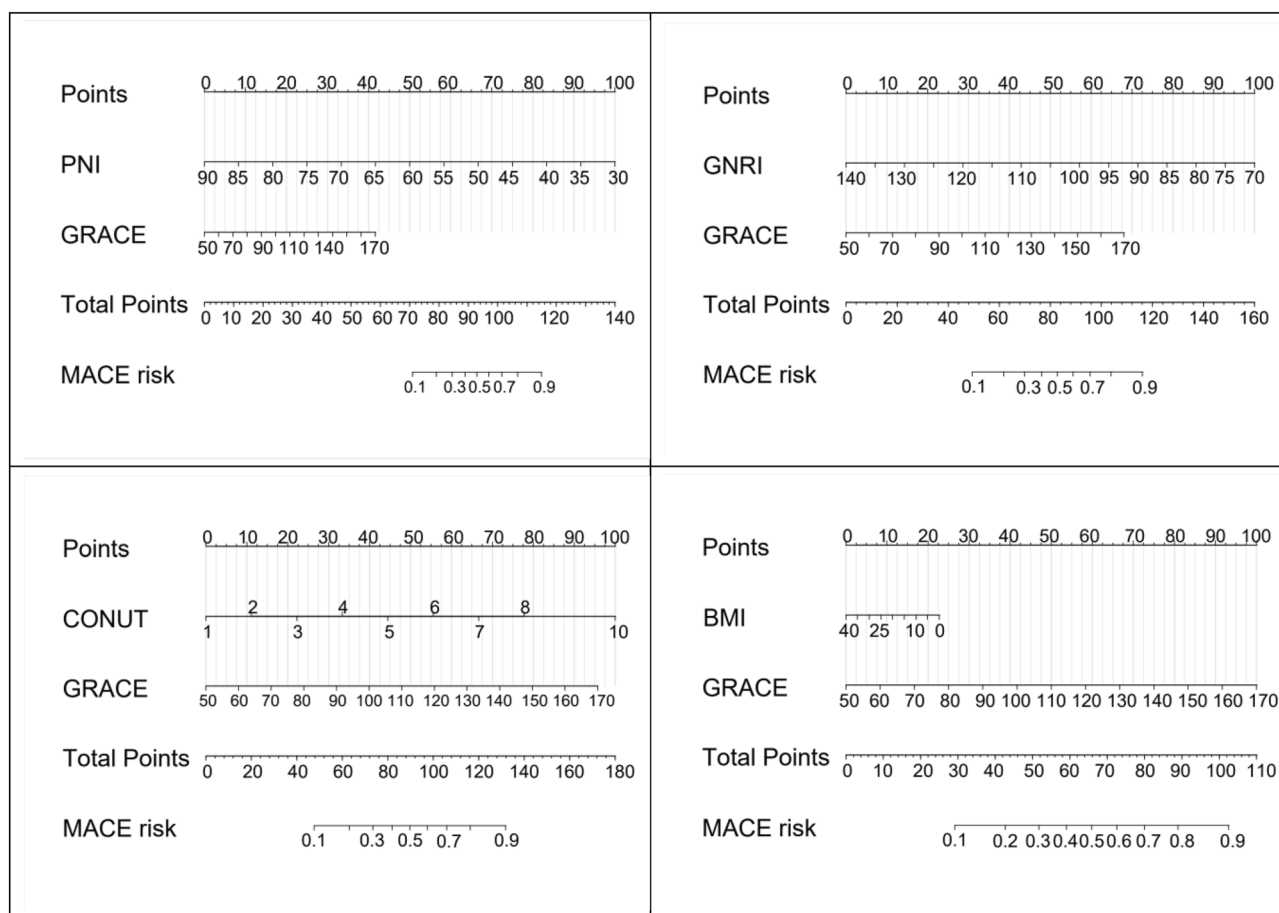 Points 0 10 20 30 40 50 60 70 80 90 100
PNI 90 85 80 75 70 65 60 55 50 45 40 35 30
GRACE 50 70 90 110 140 170
Total Points 0 10 20 30 40 50 60 70 80 90 100 120 140
MACE risk 0.1 0.3 0.5 0.7 0.9
Points 0 10 20 30 40 50 60 70 80 90 100
GNRI 140 130 120 110 100 95 90 85 80 75 70
GRACE 50 70 90 110 130 150 170
Total Points 0 20 40 60 80 100 120 140 160
MACE risk 0.1 0.3 0.5 0.7 0.9
Points 0 10 20 30 40 50 60 70 80 90 100
2 4 6 8
CONUT 1 3 5 7 10
GRACE 50 60 70 80 90 100 110 120 130 140 150 170
Total Points 0 20 40 60 80 100 120 140 160 180
MACE risk 0.1 0.3 0.5 0.7 0.9
Points 0 10 20 30 40 50 60 70 80 90 100
BMI 40 25 10 0
GRACE 50 60 70 80 90 100 110 120 130 140 150 160 170
Total Points 0 10 20 30 40 50 60 70 80 90 100 110
MACE risk 0.1 0.2 0.3 0.4 0.5 0.6 0.7 0.8 0.9